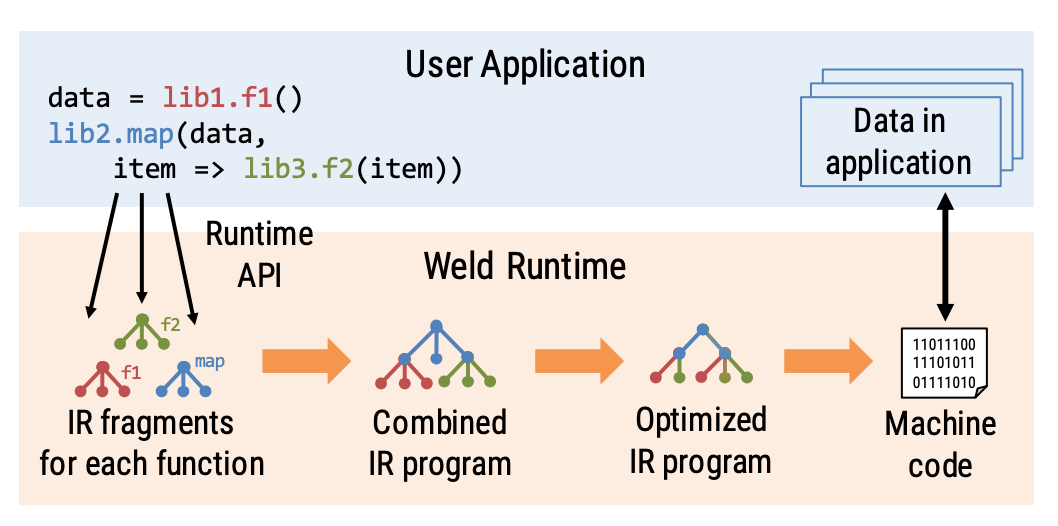 User Application
data = lib1.f1()
lib2.map(data,
item => lib3.f2(item))
Data in
application
Runtime
API
Weld Runtime
f2
f1
map
IR fragments
for each function
Combined
IR program
Optimized
IR program
11011100
11101011
01111010
Machine
code